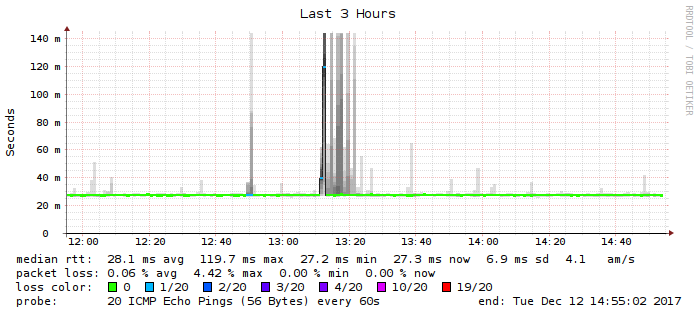 Last 3 Hours
RRDTOOL / TOBI OETIKER
Seconds
140 m
120 m
100 m
80 m
60 m
40 m
20 m
0
12:00 12:20 12:40 13:00 13:20 13:40 14:00 14:20 14:40
median rtt: 28.1 ms avg 119.7 ms max 27.2 ms min 27.3 ms now 6.9 ms sd 4.1 am/s
packet loss: 0.06 % avg 4.42 % max 0.00 % min 0.00 % now
loss color: 0 1/20 2/20 3/20 4/20 10/20 19/20
probe: 20 ICMP Echo Pings (56 Bytes) every 60s end: Tue Dec 12 14:55:02 2017